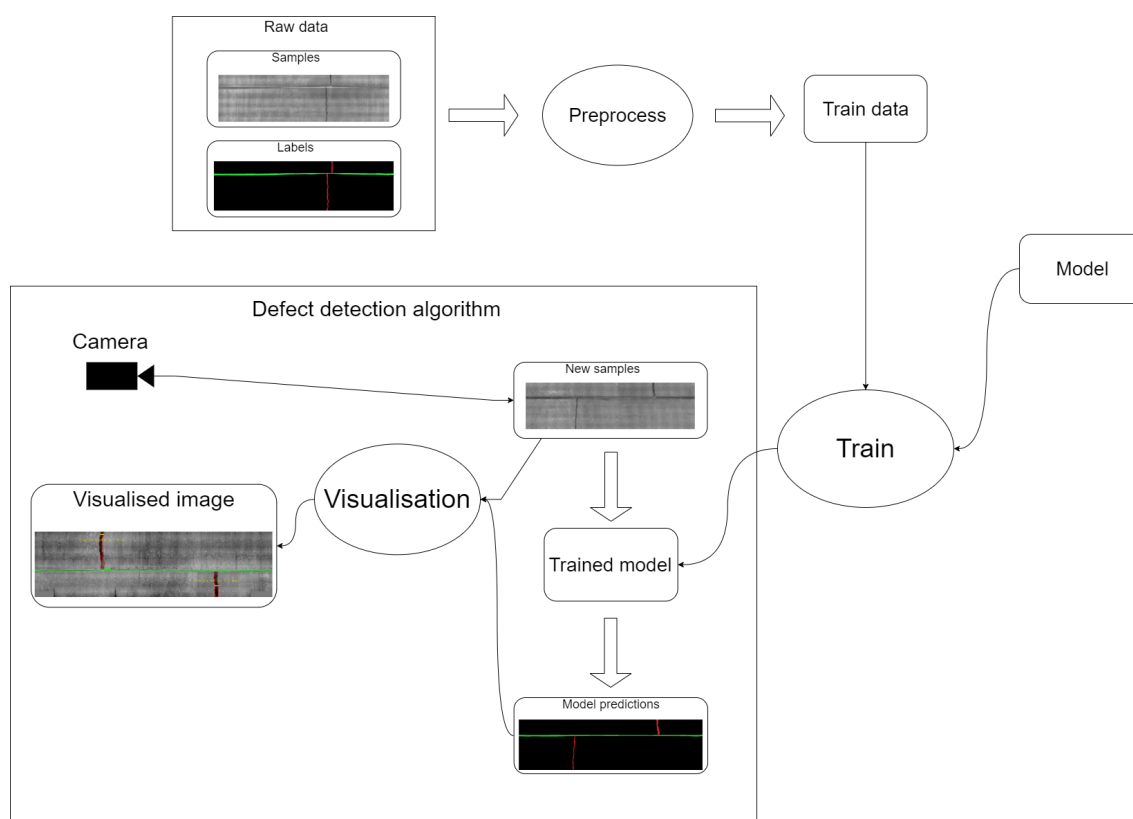 Raw data
Samples
Labels
Preprocess
Train data
Model
Defect detection algorithm
Camera
New samples
Train
Visualisation
Visualised image
Trained model
Model predictions